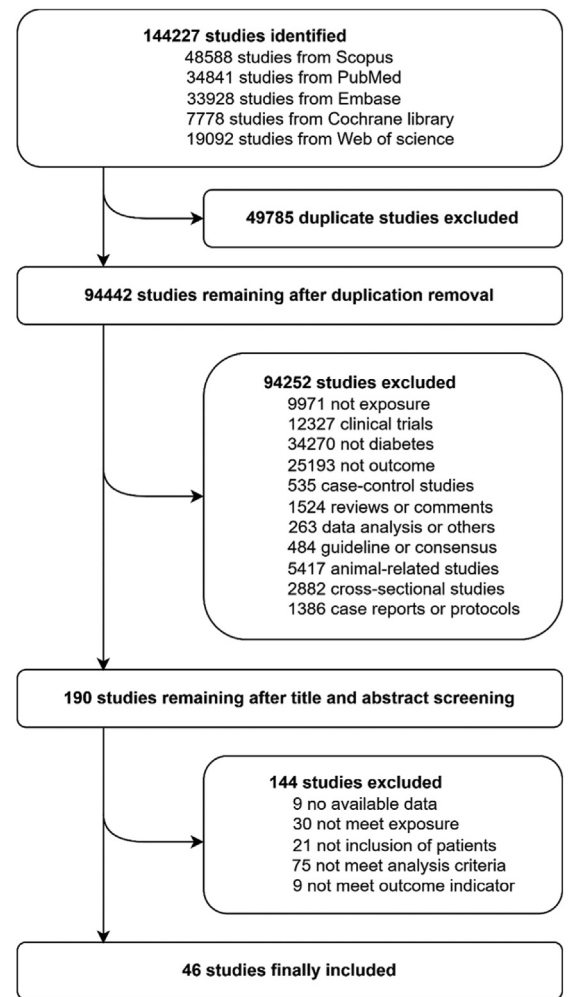 144227 studies identified
48588 studies from Scopus
34841 studies from PubMed
33928 studies from Embase
7778 studies from Cochrane library
19092 studies from Web of science
49785 duplicate studies excluded
94442 studies remaining after duplication removal
94252 studies excluded
9971 not exposure
12327 clinical trials
34270 not diabetes
25193 not outcome
535 case-control studies
1524 reviews or comments
263 data analysis or others
484 guideline or consensus
5417 animal-related studies
2882 cross-sectional studies
1386 case reports or protocols
190 studies remaining after title and abstract screening
144 studies excluded
9 no available data
30 not meet exposure
21 not inclusion of patients
75 not meet analysis criteria
9 not meet outcome indicator
46 studies finally included